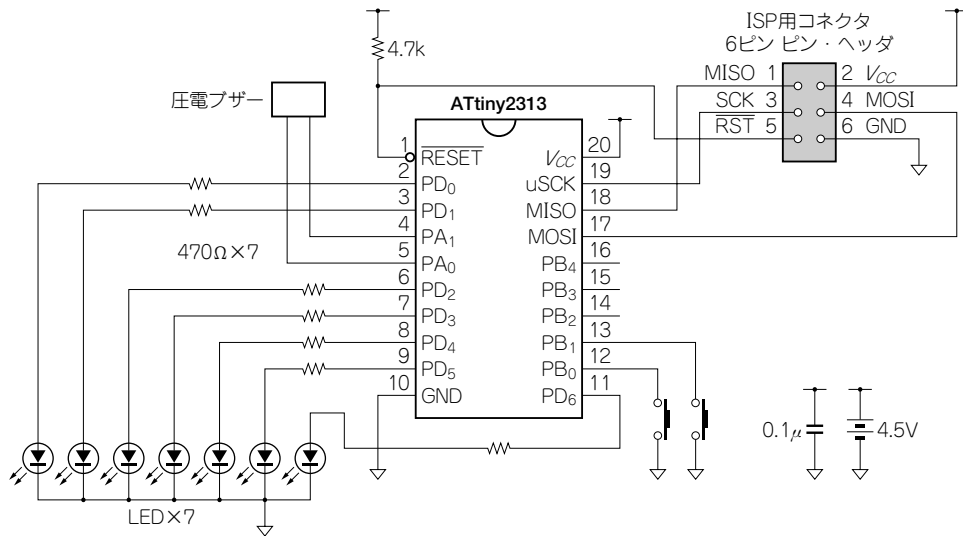 ISP用コネクタ
6ピン ピン・ヘッダ
4.7k
MISO 1
2 VCC
SCK 3
4 MOSI
RST 5
6 GND
圧電ブザー
ATtiny2313
1 RESET
2 PD0
3 PD1
4 PA1
5 PA0
6 PD2
7 PD3
8 PD4
9 PD5
10 GND
VCC 20
uSCK 19
MISO 18
MOSI 17
PB4 16
PB3 15
PB2 14
PB1 13
PB0 12
PD6 11
470Ω×7
0.1μ
4.5V
LED×7